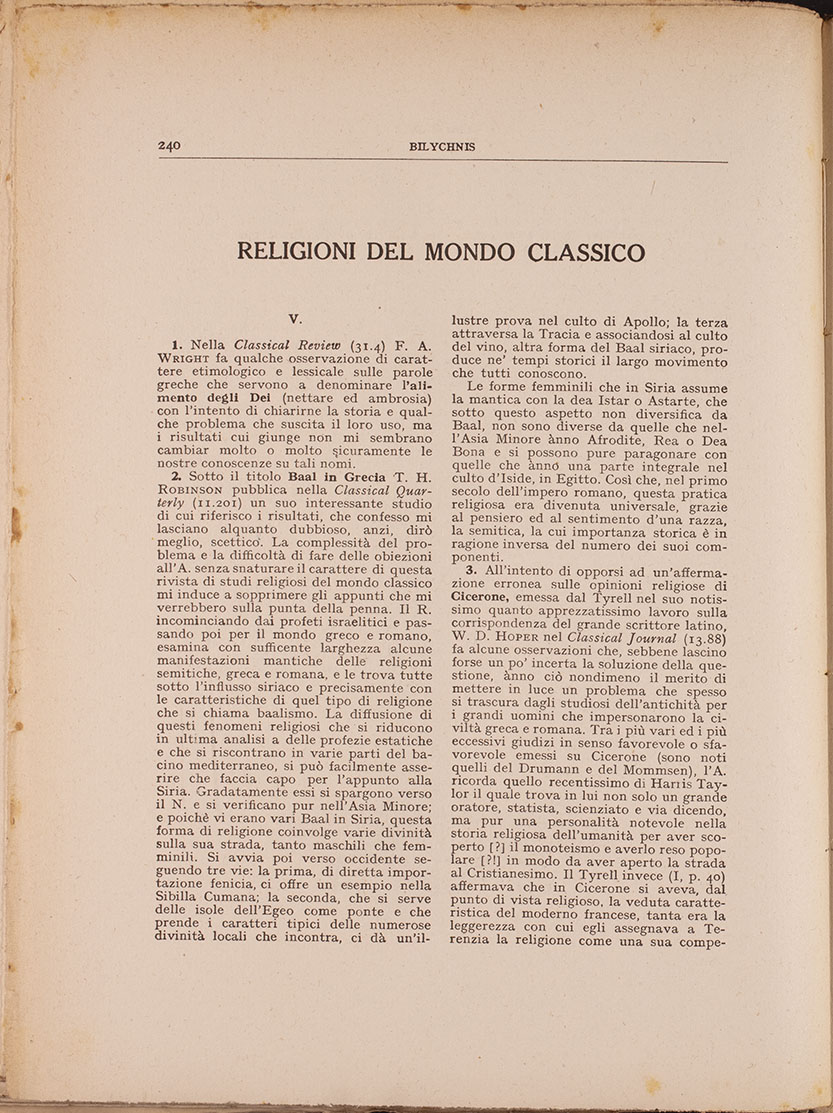 240
BILYCHNIS
RELIGIONI DEL MONDO CLASSICO
V.
1. Nella Classical Review (31.4) F. A.
WRIGHT fa qualche osservazione di carat-
tere etimologico e lessicale sulle parole
greche che servono a denominare l'ali-
mento degli Dei (nettare ed ambrosia)
con l'intento di chiarirne la storia e qual-
che problema che suscita il loro uso, ma
i risultati cui giunge non mi sembrano
cambiar molto o molto sicuramente le
nostre conoscenze su tali nomi.
2. Sotto il titolo Baal in Grecia T. H.
ROBINSON pubblica nella Classical Quar-
terly (11.201) un suo interessante studio
di cui riferisco i risultati, che confesso mi
lasciano alquanto dubbioso, anzi, dirò
meglio, scettico. La complessità del pro-
blema e la difficoltà di fare delle obiezioni
all'A. senza snaturare il carattere di questa
rivista di studi religiosi del mondo classico
mi induce a sopprimere gli appunti che mi
verrebbero sulla punta della penna. Il R.
incominciando dai profeti israelitici e pas-
sando poi per il mondo greco e romano,
esamina con sufficente larghezza alcune
manifestazioni mantiche delle religioni
semitiche, greca e romana, e le trova tutte
sotto l'influsso siriaco e precisamente con
le caratteristiche di quel tipo di religione
che si chiama baalismo. La diffusione di
questi fenomeni religiosi che si riducono
in ultima analisi a delle profezie estatiche
e che si riscontrano in varie parti del ba-
cino mediterraneo, si può facilmente asse-
rire che faccia capo per l'appunto alla
Siria. Gradatamente essi si spargono verso
il N. e si verificano pur nell'Asia Minore;
e poichè vi erano vari Baal in Siria, questa
forma di religione coinvolge varie divinità
sulla sua strada, tanto maschili che fem-
minili. Si avvia poi verso occidente se-
guendo tre vie: la prima, di diretta impor-
tazione fenicia, ci offre un esempio nella
Sibilla Cumana; la seconda, che si serve
delle isole dell'Egeo come ponte e che
prende i caratteri tipici delle numerose
divinità locali che incontra, ci dà un'il-
lustre prova nel culto di Apollo; la terza
attraversa la Tracia e associandosi al culto
del vino, altra forma del Baal siriaco, pro-
duce ne' tempi storici il largo movimento
che tutti conoscono.
Le forme femminili che in Siria assume
la mantica con la dea Istar o Astarte, che
sotto questo aspetto non diversifica da
Baal, non sono diverse da quelle che nel-
l'Asia Minore ànno Afrodite, Rea o Dea
Bona e si possono pure paragonare con
quelle che ànno una parte integrale nel
culto d'Iside, in Egitto. Così che, nel primo
secolo dell'impero romano, questa pratica
religiosa era divenuta universale, grazie
al pensiero ed al sentimento d'una razza,
la semitica, la cui importanza storica è in
ragione inversa del numero dei suoi com-
ponenti.
3. All'intento di opporsi ad un'afferma-
zione erronea sulle opinioni religiose di
Cicerone, emessa dal Tyrell nel suo notis-
simo quanto apprezzatissimo lavoro sulla
corrispondenza del grande scrittore latino,
W. D. HOPER nel Classical Journal (13.88)
fa alcune osservazioni che, sebbene lascino
forse un po' incerta la soluzione della que-
stione, ànno ciò nondimeno il merito di
mettere in luce un problema che spesso
si trascura dagli studiosi dell'antichità per
i grandi uomini che impersonarono la ci-
viltà greca e romana. Tra i più vari ed i più
eccessivi giudizi in senso favorevole o sfa-
vorevole emessi su Cicerone (sono noti
quelli del Drumann e del Mommsen), l'A.
ricorda quello recentissimo di Harris Tay-
lor il quale trova in lui non solo un grande
oratore, statista, scienziato e via dicendo,
ma pur una personalità notevole nella
storia religiosa dell'umanità per aver sco-
perto [?] il monoteismo e averlo reso popo-
lare [?!] in modo da aver aperto la strada
al Cristianesimo. Il Tyrell invece (I, p. 40)
affermava che in Cicerone si aveva, dal
punto di vista religioso, la veduta caratte-
ristica del moderno francese, tanta era la
leggerezza con cui egli assegnava a Te-
renzia la religione come una sua compe-